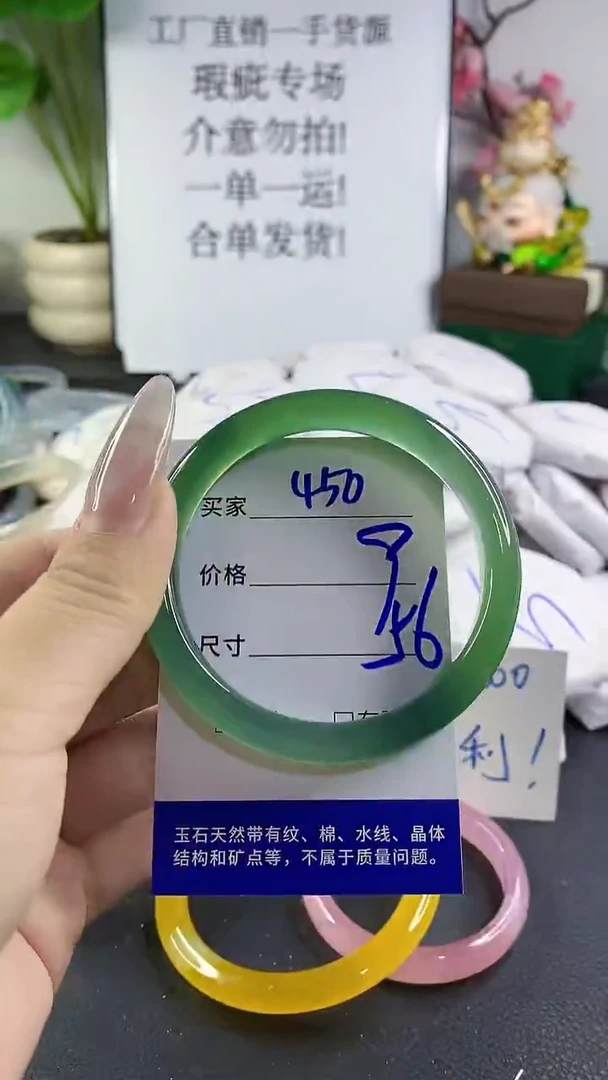 工厂直销一手货源
瑕疵专场
介意勿拍!
一单一运!
合单发货!
买家 450
价格
尺寸 56
00
利!
玉石天然带有纹、棉、水线、晶体
结构和矿点等，不属于质量问题。